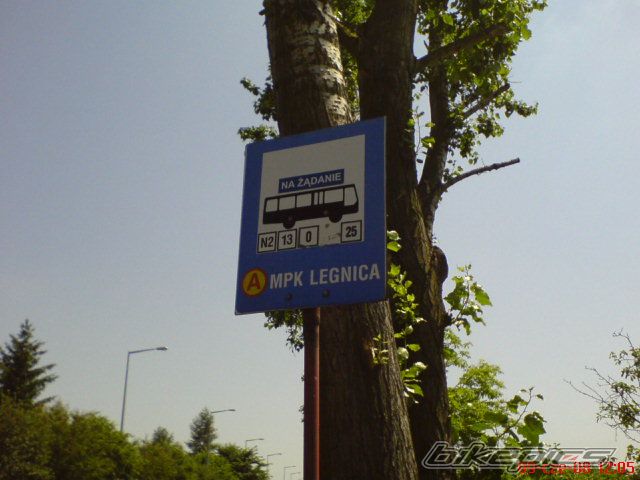 NA ŻĄDANIE
N2 13 0 25
A MPK LEGNICA
bikepics